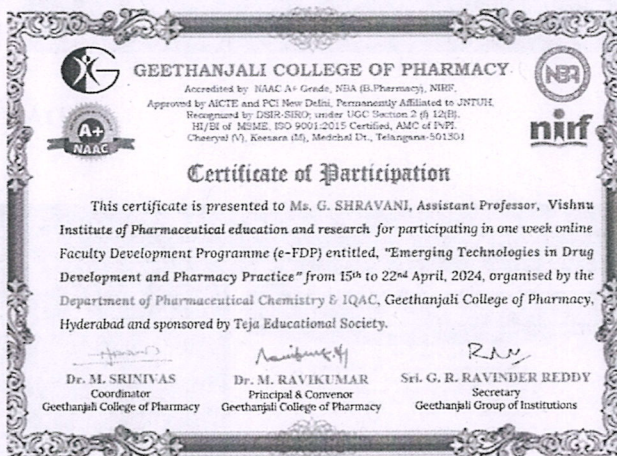 GEETHANJALI COLLEGE OF PHARMACY
Accredited by NAAC A+ Grade, NBA (B.Pharmacy), NIRF,
Approved by AICTE and PCI New Delhi, Permanently Affiliated to JNTUH,
Recognized by DSIR-SIRO; under UGC Section 2 (f) 12(B),
HI/BI of MSME, ISO 9001:2015 Certified, AMC of IPC.
Cheeryal (V), Keesara (M), Medchal Dt., Telangana-501301
NBA
A+
NAAC
nirf
Certificate of Participation
This certificate is presented to Ms. G. SHRAVANI, Assistant Professor, Vishnu
Institute of Pharmaceutical education and research for participating in one week online
Faculty Development Programme (e-FDP) entitled, "Emerging Technologies in Drug
Development and Pharmacy Practice" from 15th to 22nd April, 2024, organised by the
Department of Pharmaceutical Chemistry & IQAC, Geethanjali College of Pharmacy,
Hyderabad and sponsored by Teja Educational Society.
Dr. M. SRINIVAS
Coordinator
Geethanjali College of Pharmacy
Dr. M. RAVIKUMAR
Principal & Convenor
Geethanjali College of Pharmacy
Sri. G. R. RAVINDER REDDY
Secretary
Geethanjali Group of Institutions